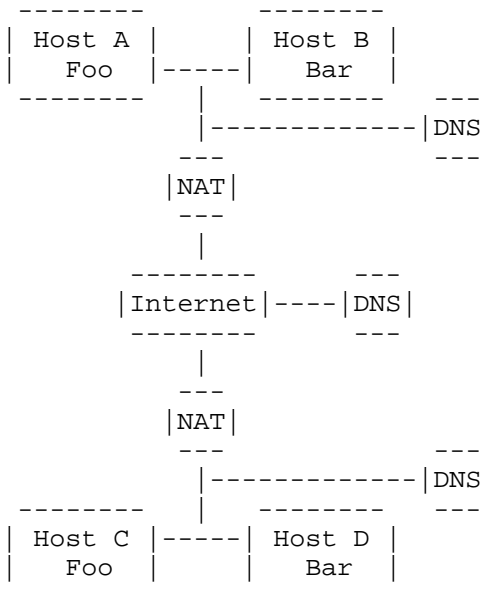 Host A Host B
Foo Bar
DNS
NAT
Internet DNS
NAT
DNS
Host C Host D
Foo Bar